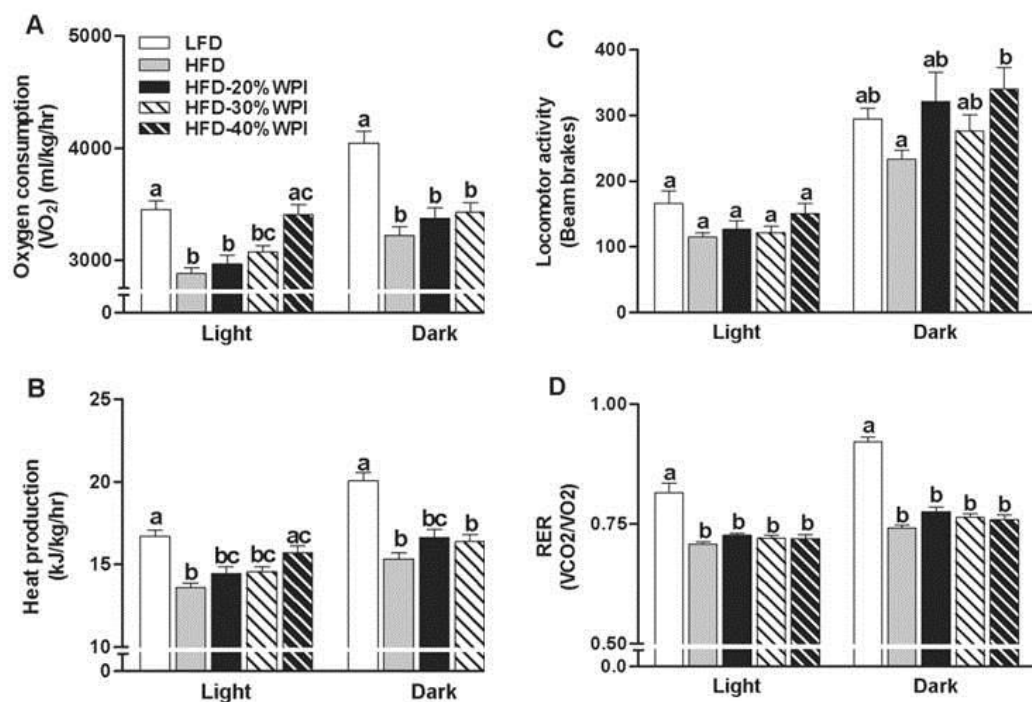 A
5000
4000
3000
0
Oxygen consumption
(VO₂) (ml/kg/hr)
LFD
HFD
HFD-20% WPI
HFD-30% WPI
HFD-40% WPI
a b b bc ac
a b b b
Light Dark
C
400
300
200
100
0
Locomotor activity
(Beam brakes)
a a a a a
ab a ab ab b
Light Dark
B
25
20
15
10
0
Heat production
(kJ/kg/hr)
a b bc bc ac
a b bc b
Light Dark
D
1.00
0.75
0.50
0.0
RER
(VCO2/VO2)
a b b b b
a b b b b
Light Dark